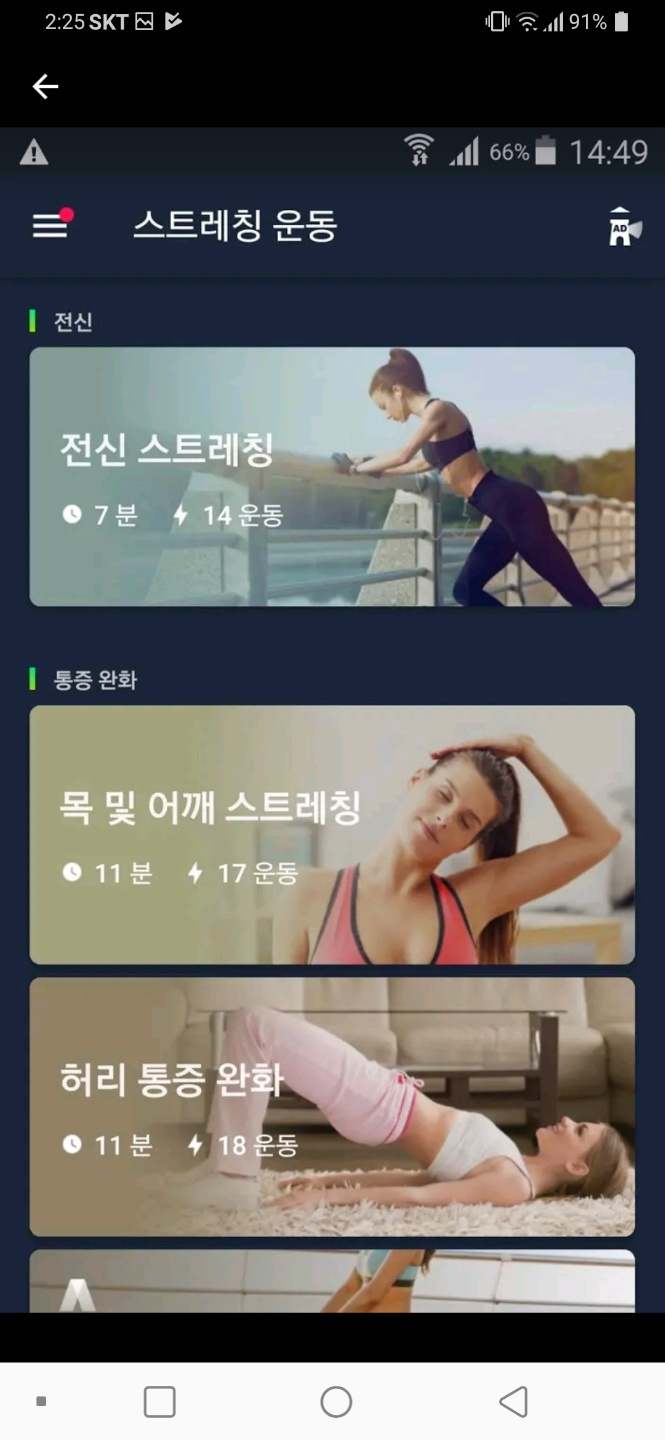 2:25 SKT 91%
66% 14:49
스트레칭 운동
AD
전신
전신 스트레칭
7 분 14 운동
통증 완화
목 및 어깨 스트레칭
11 분 17 운동
허리 통증 완화
11 분 18 운동